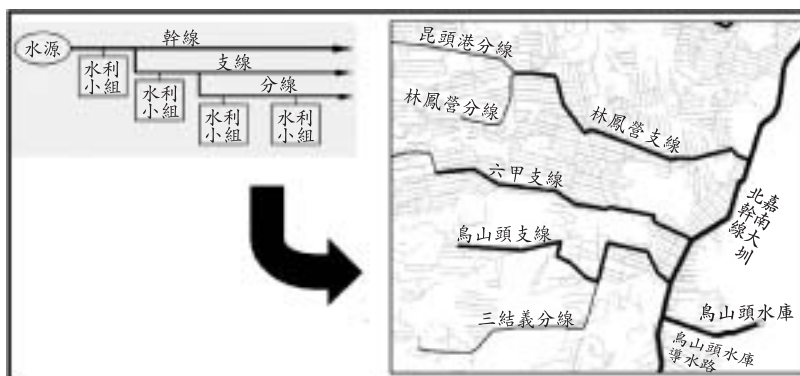 水源
幹線
支線
分線
水利
小組
水利
小組
水利
小組
水利
小組
昆頭港分線
林鳳營分線
林鳳營支線
六甲支線
嘉南大圳
北幹線
烏山頭支線
三結義分線
烏山頭水庫
烏山頭水庫
導水路